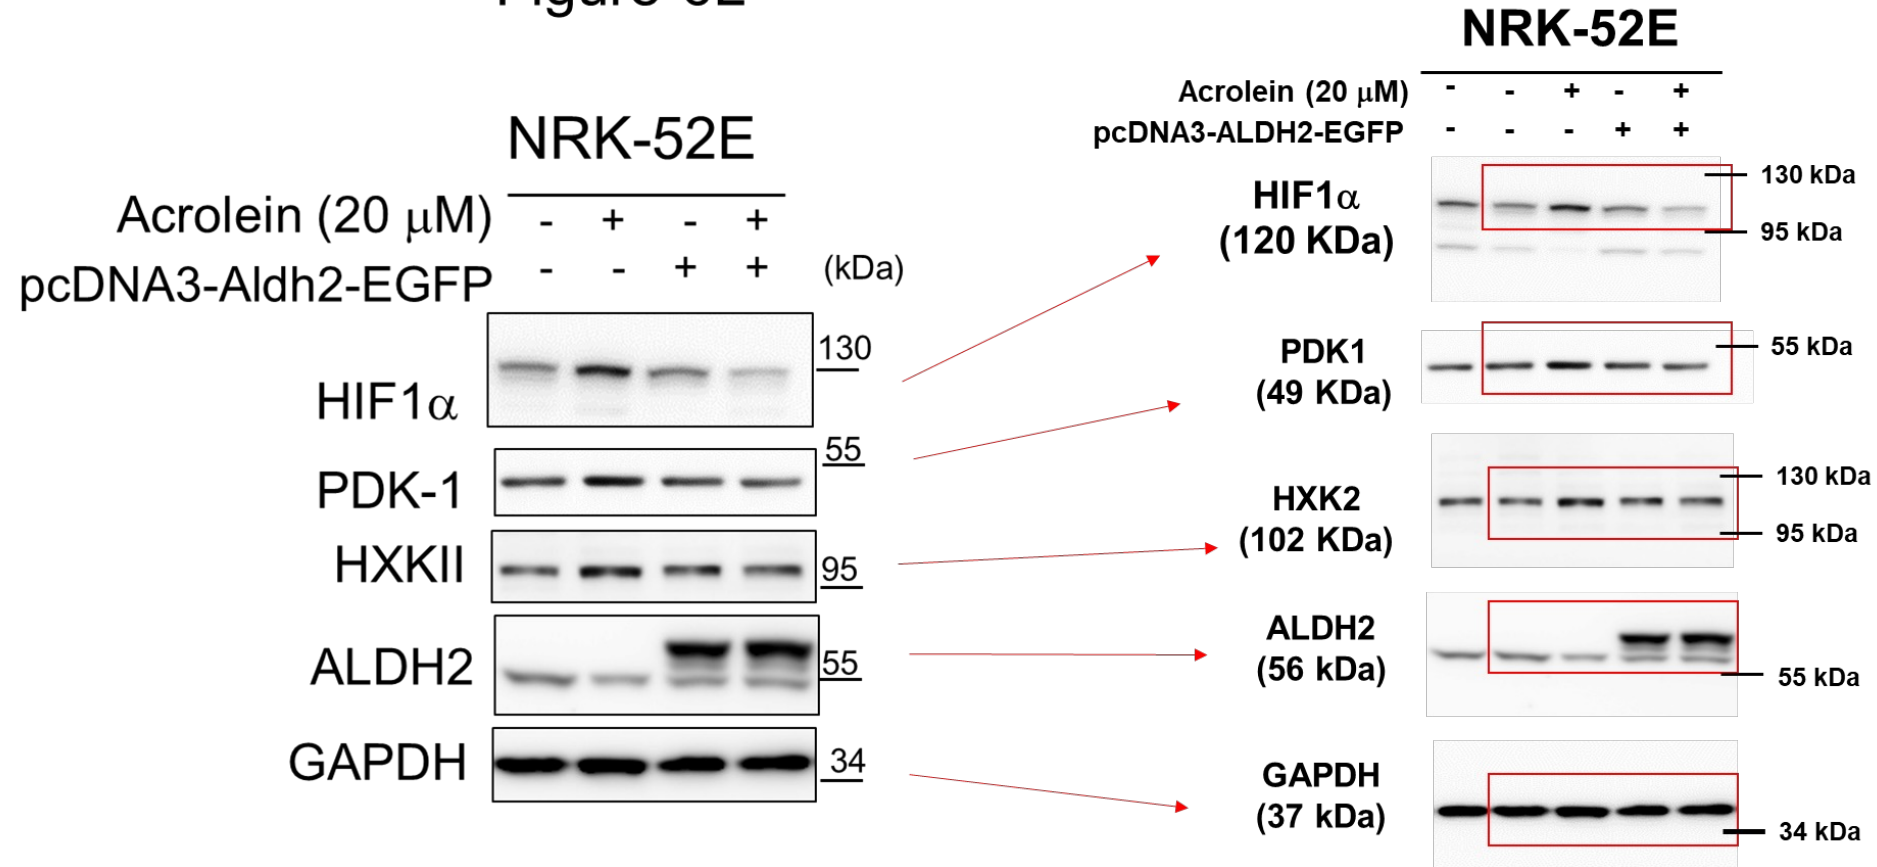 NRK-52E
Acrolein (20 μM) - + - +
pcDNA3-Aldh2-EGFP - - + + (kDa)
HIF1α 130
PDK-1 55
HXKII 95
ALDH2 55
GAPDH 34
NRK-52E
Acrolein (20 μM) - - + - +
pcDNA3-ALDH2-EGFP - - - + +
HIF1α
(120 KDa)
130 kDa
95 kDa
PDK1
(49 KDa)
55 kDa
HXK2
(102 KDa)
130 kDa
95 kDa
ALDH2
(56 kDa)
55 kDa
GAPDH
(37 kDa)
34 kDa